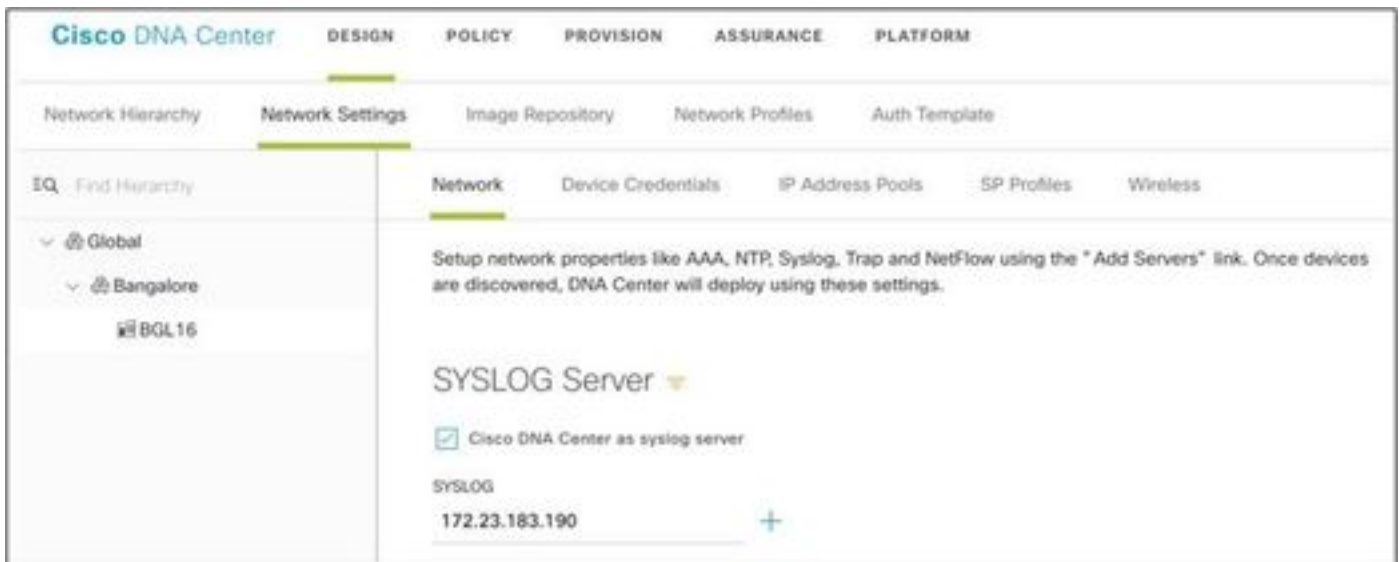 Cisco DNA Center DESIGN POLICY PROVISION ASSURANCE PLATFORM
Network Hierarchy Network Settings Image Repository Network Profiles Auth Template
Find Hierarchy
Network Device Credentials IP Address Pools SP Profiles Wireless
Global
Bangalore
BGL16
Setup network properties like AAA, NTP, Syslog, Trap and NetFlow using the "Add Servers" link. Once devices
are discovered, DNA Center will deploy using these settings.
SYSLOG Server
Cisco DNA Center as syslog server
SYSLOG
172.23.183.190